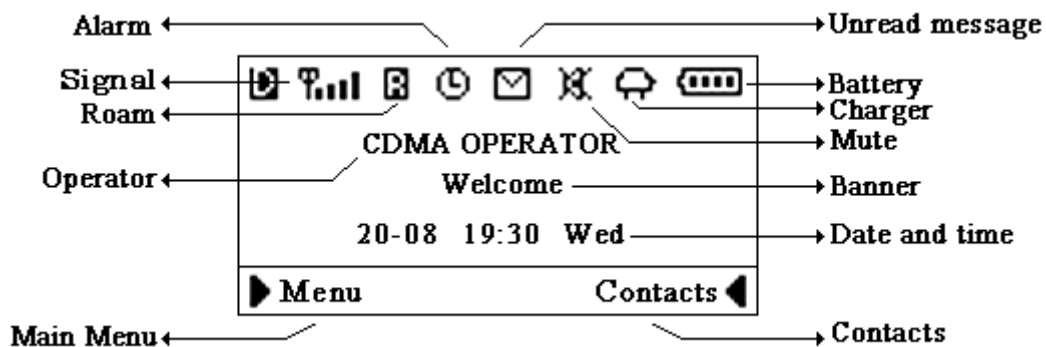 Alarm
Unread message
Signal
Battery
Roam
Charger
CDMA OPERATOR
Mute
Operator
Welcome
Banner
20-08 19:30 Wed
Date and time
Menu
Contacts
Main Menu
Contacts